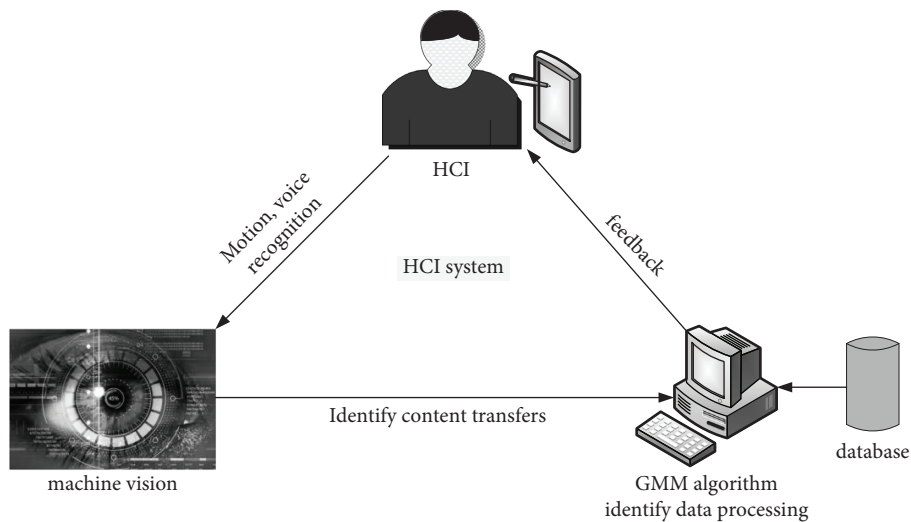 HCI
Motion, voice
recognition
feedback
HCI system
Identify content transfers
machine vision
GMM algorithm
identify data processing
database